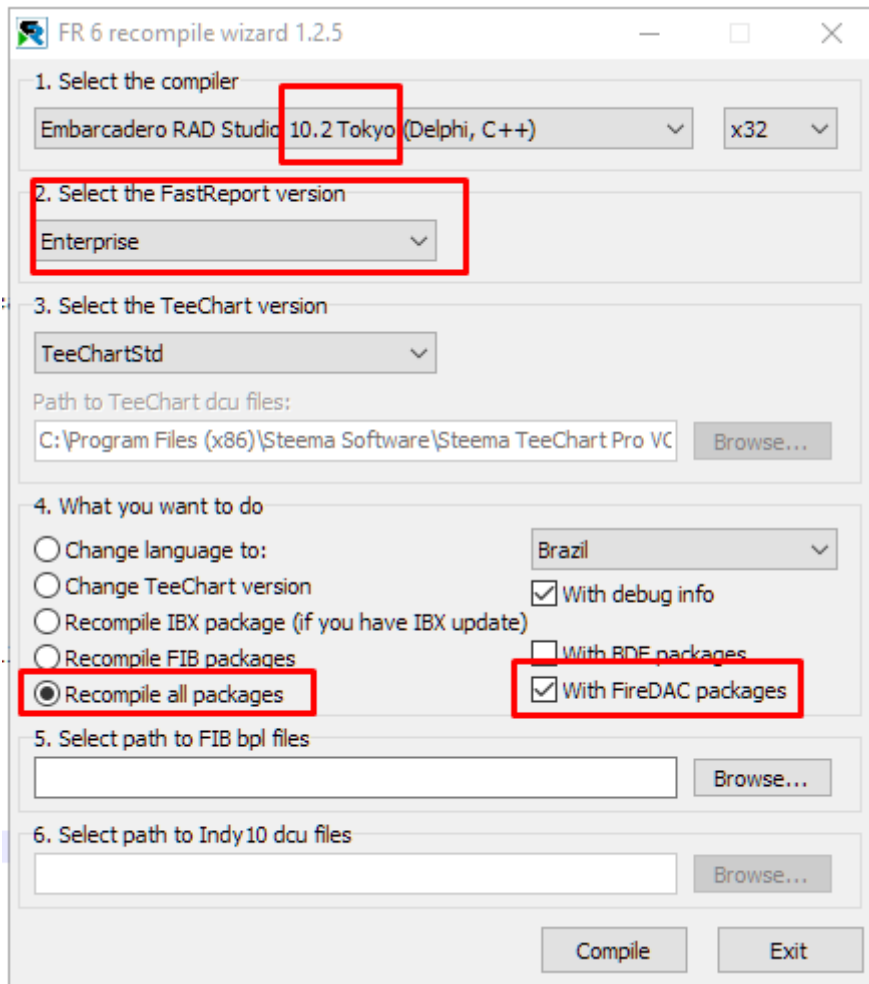 FR 6 recompile wizard 1.2.5
1. Select the compiler
Embarcadero RAD Studio 10.2 Tokyo (Delphi, C++)
x32
2. Select the FastReport version
Enterprise
3. Select the TeeChart version
TeeChartStd
Path to TeeChart dcu files:
C:\Program Files (x86)\Steema Software\Steema TeeChart Pro VC
Browse...
4. What you want to do
Change language to:
Brazil
Change TeeChart version
With debug info
Recompile IBX package (if you have IBX update)
Recompile FIB packages
With BDE packages
Recompile all packages
With FireDAC packages
5. Select path to FIB bpl files
Browse...
6. Select path to Indy10 dcu files
Browse...
Compile
Exit